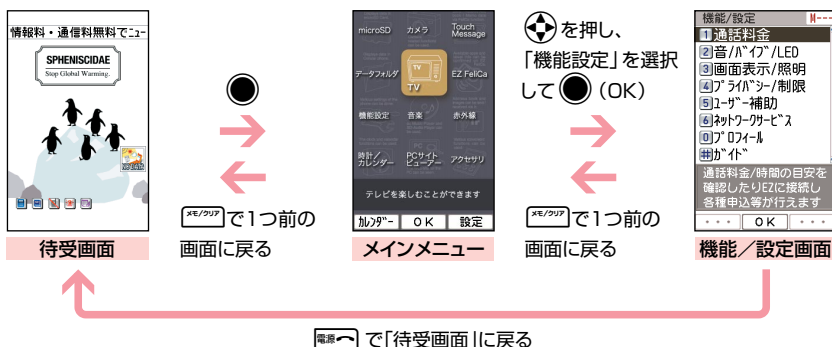 情報料・通信料無料でニュー
SPHENISCIDAE
Stop Global Warming.
メモ/クリア で1つ前の
画面に戻る
待受画面
microSD カメラ Touch Message
データフォルダ TV EZ FeliCa
機能設定 音楽 赤外線
時計/カレンダー PCサイトビューアー アクセサリ
テレビを楽しむことができます
カレンダー OK 設定
メインメニュー
を押し、
「機能設定」を選択
して (OK)
メモ/クリア で1つ前の
画面に戻る
機能/設定 M---
1 通話料金
2 音/バイブ/LED
3 画面表示/照明
4 プライバシー/制限
5 ユーザー補助
6 ネットワークサービス
0 プロフィール
# ガイド
通話料金/時間の目安を
確認したりEZに接続し
各種申込等が行えます
・・・ OK ・・・
機能/設定画面
電源 で「待受画面」に戻る